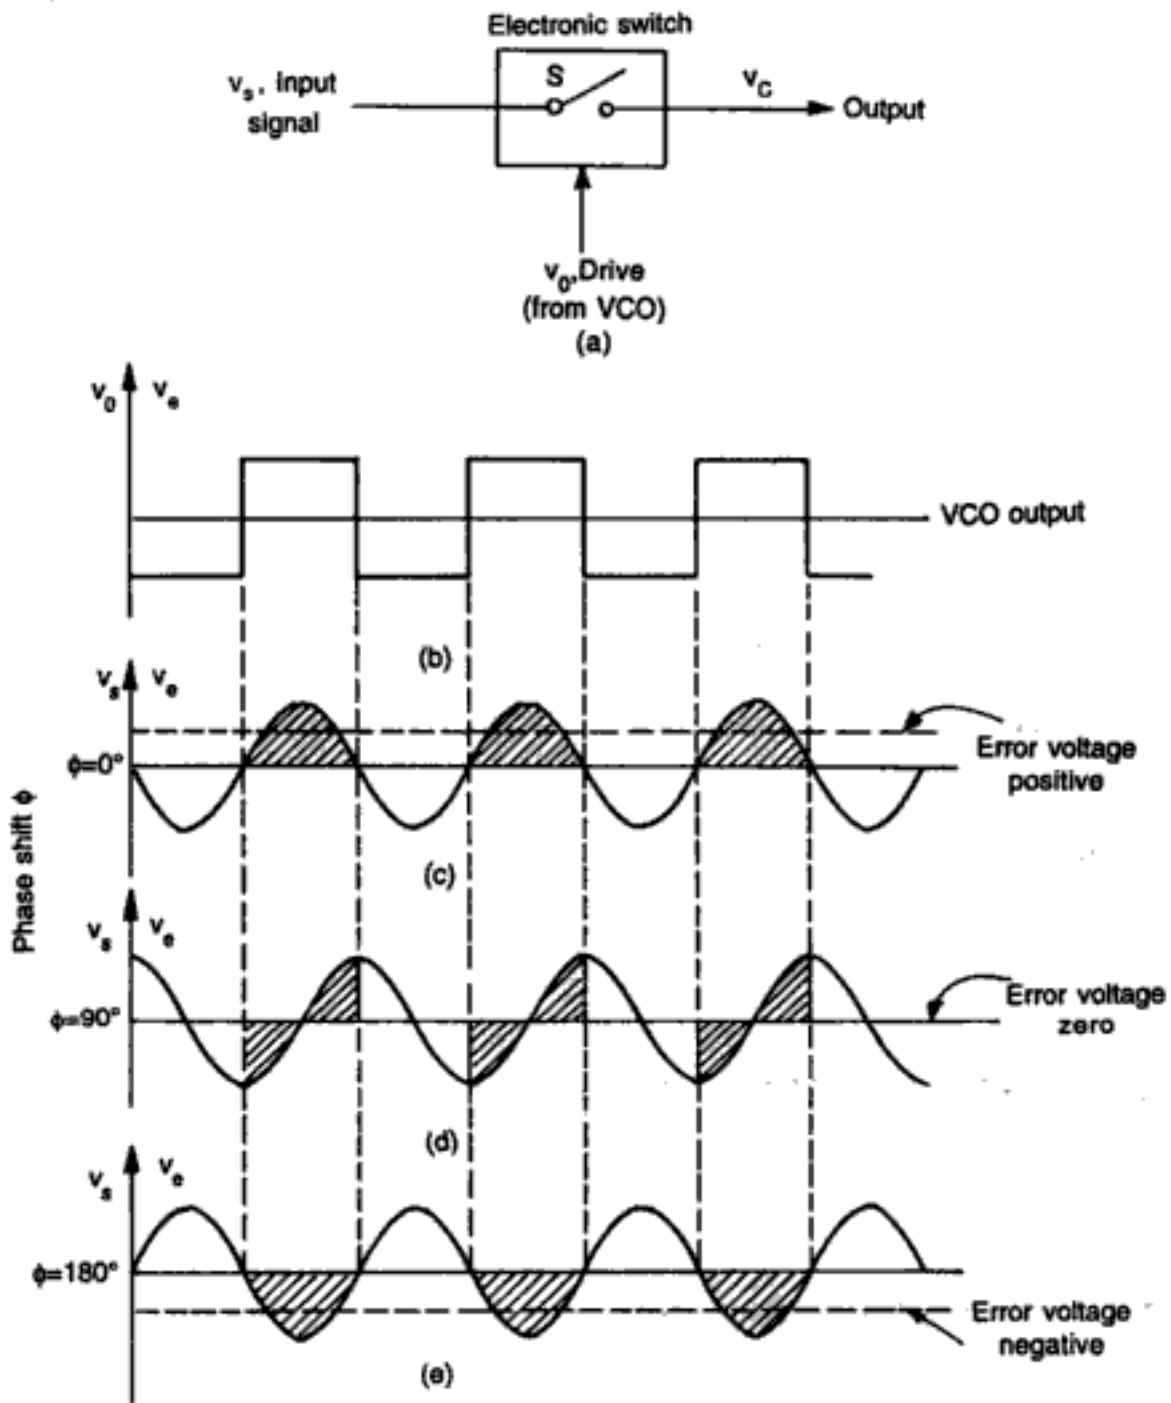 Electronic switch
vs, Input
signal
S
vC
Output
v0, Drive
(from VCO)
(a)
v0 ve
VCO output
(b)
vs ve
ϕ=0°
Error voltage
positive
Phase shift ϕ
(c)
vs ve
ϕ=90°
Error voltage
zero
(d)
vs ve
ϕ=180°
Error voltage
negative
(e)